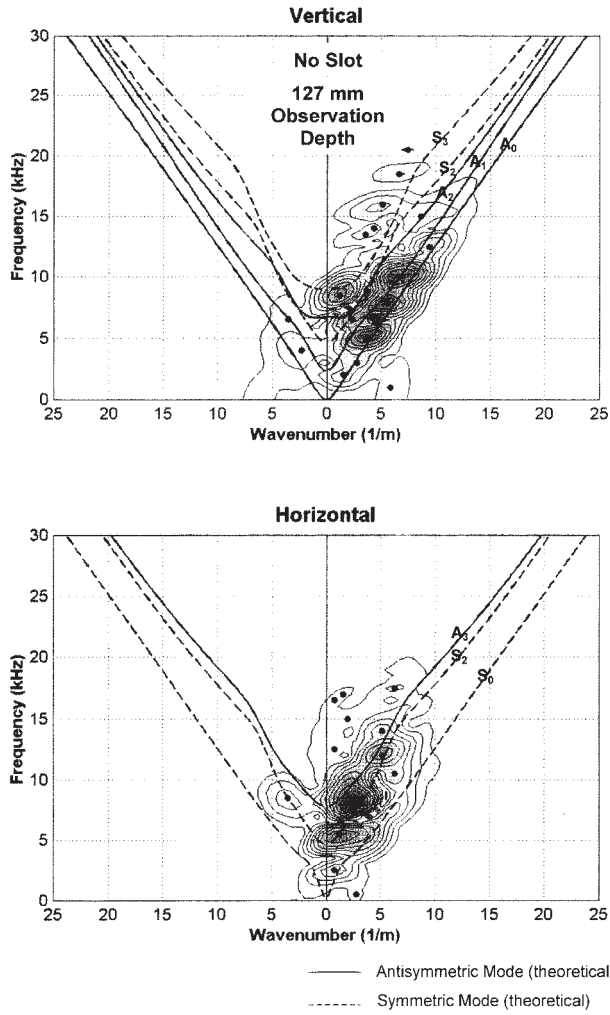 Vertical
30
25
20
15
10
5
0
Frequency (kHz)
No Slot
127 mm
Observation
Depth
S3
S2
A2
A1
A0
25 20 15 10 5 0 5 10 15 20 25
Wavenumber (1/m)
Horizontal
30
25
20
15
10
5
0
Frequency (kHz)
A3
S2
S0
25 20 15 10 5 0 5 10 15 20 25
Wavenumber (1/m)
Antisymmetric Mode (theoretical
Symmetric Mode (theoretical)